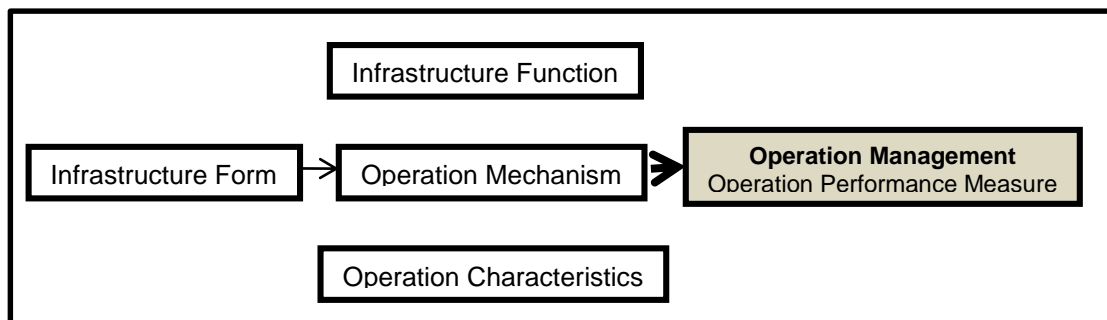 Infrastructure Function
Infrastructure Form
Operation Mechanism
Operation Management
Operation Performance Measure
Operation Characteristics